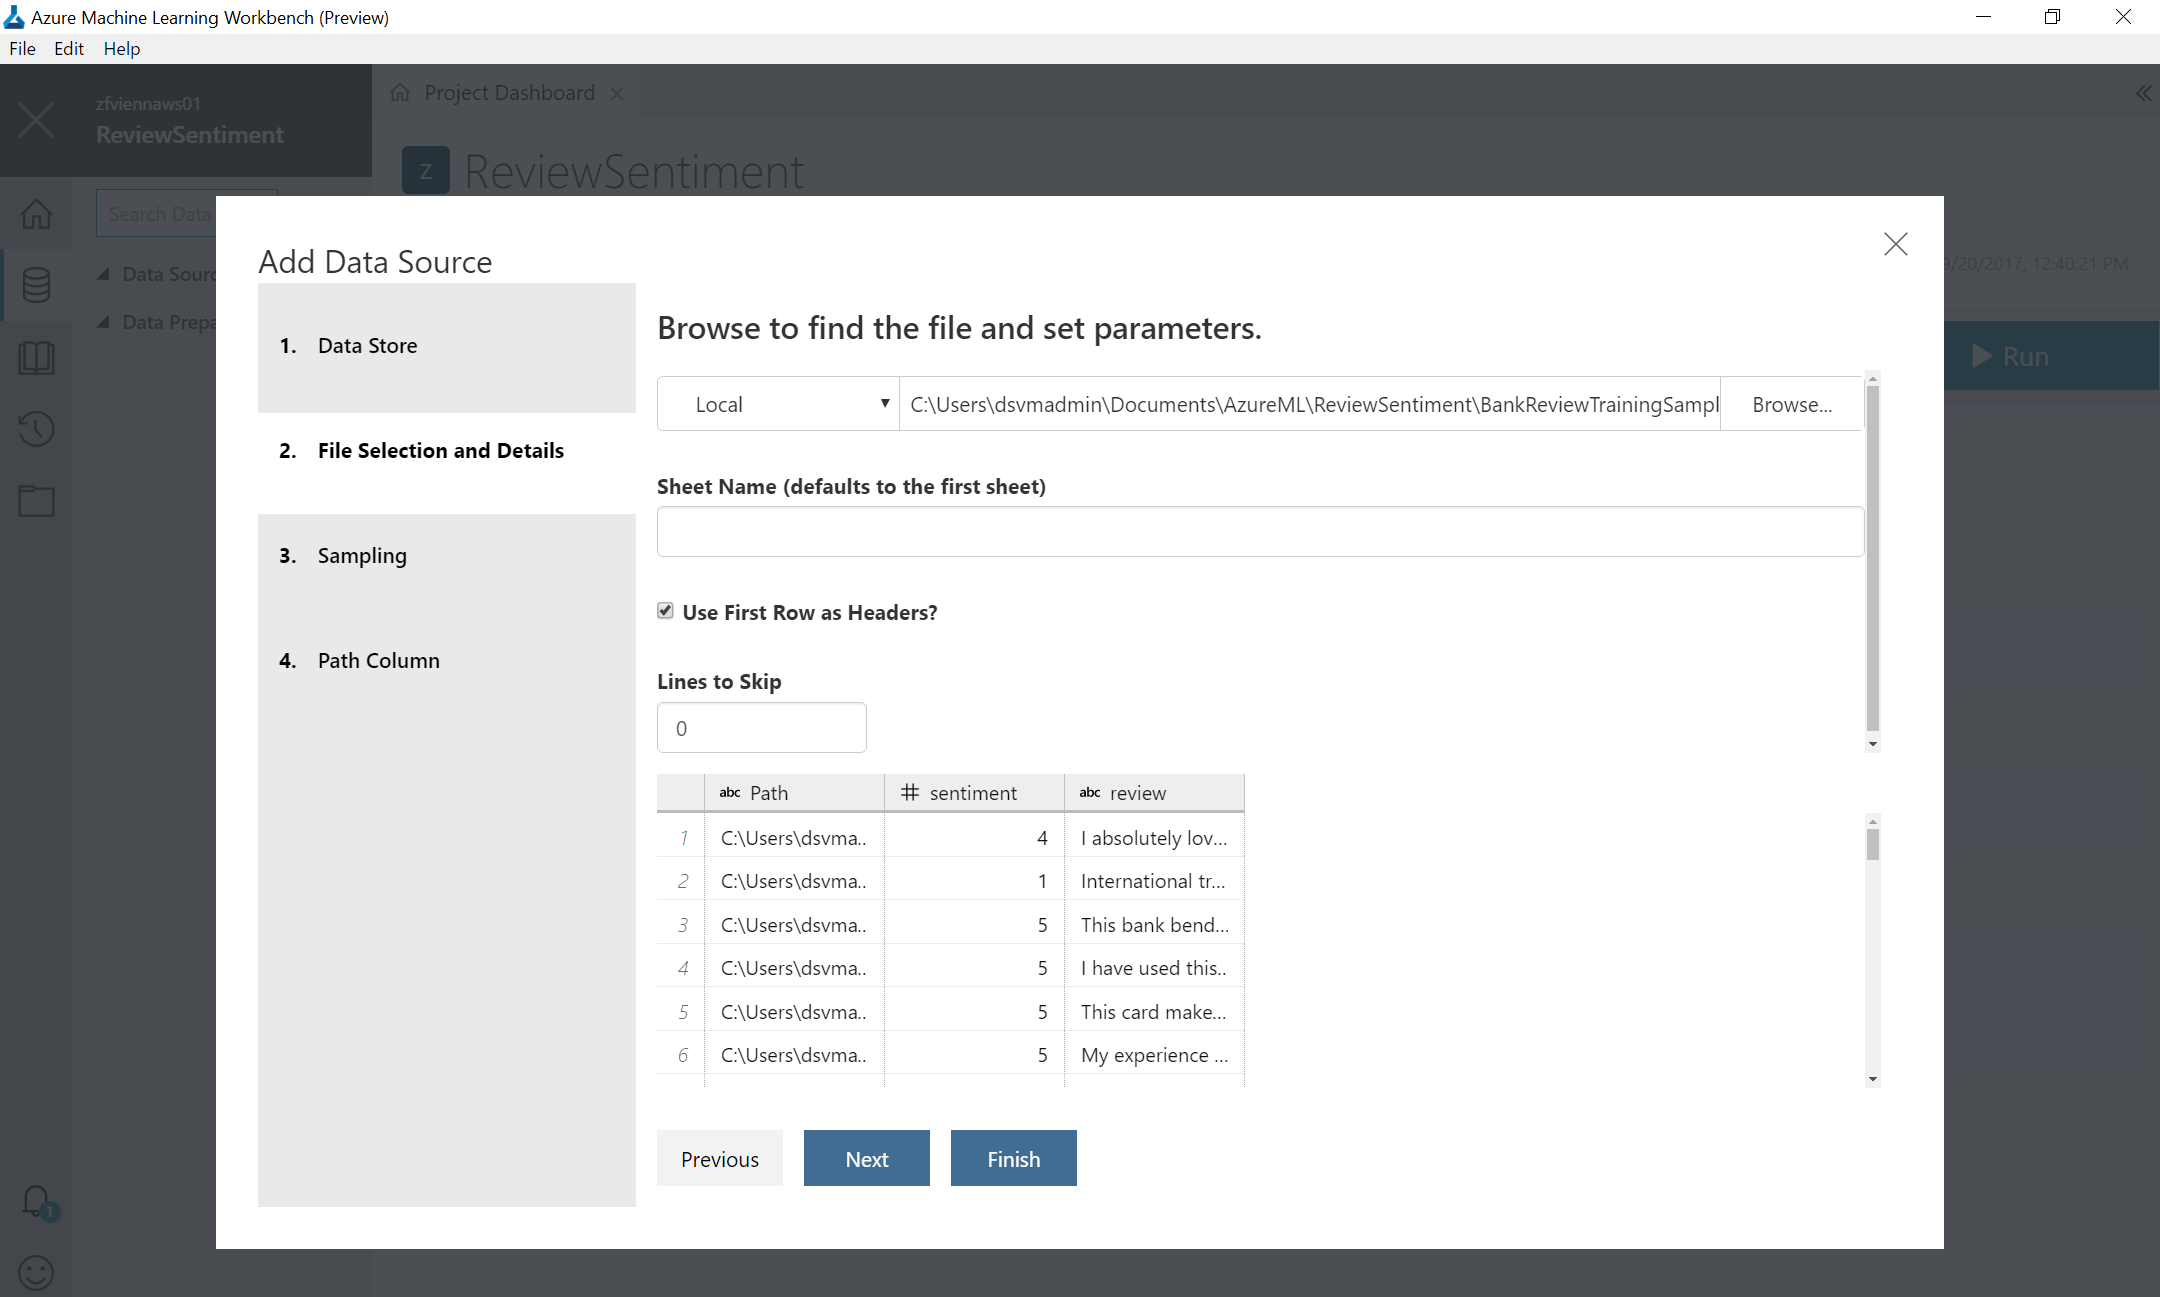 Azure Machine Learning Workbench (Preview)
File Edit Help
zfviennaws01
ReviewSentiment
Project Dashboard
Z ReviewSentiment
Search Data
Data Sourc
Data Prepa
9/20/2017, 12:40:21 PM
Run
1
Add Data Source
1. Data Store
2. File Selection and Details
3. Sampling
4. Path Column
Browse to find the file and set parameters.
Local C:\Users\dsvmadmin\Documents\AzureML\ReviewSentiment\BankReviewTrainingSampl Browse...
Sheet Name (defaults to the first sheet)
Use First Row as Headers?
Lines to Skip
0
abc Path # sentiment abc review
1 C:\Users\dsvma.. 4 I absolutely lov...
2 C:\Users\dsvma.. 1 International tr...
3 C:\Users\dsvma.. 5 This bank bend...
4 C:\Users\dsvma.. 5 I have used this..
5 C:\Users\dsvma.. 5 This card make...
6 C:\Users\dsvma.. 5 My experience ...
Previous Next Finish